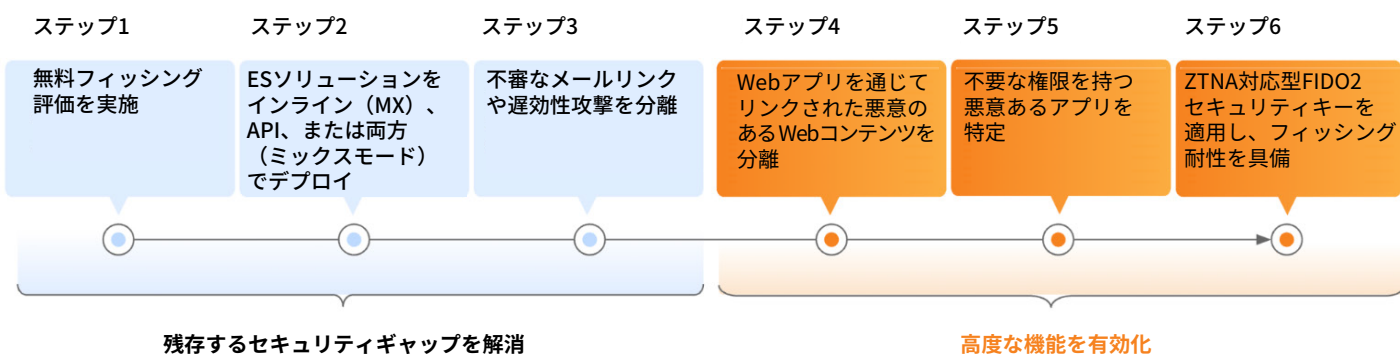 ステップ1
無料フィッシング
評価を実施
ステップ2
ESソリューションを
インライン（MX）、
API、または両方
（ミックスモード）
でデプロイ
ステップ3
不審なメールリンク
や遅効性攻撃を分離
ステップ4
Webアプリを通じて
リンクされた悪意の
あるWebコンテンツを
分離
ステップ5
不要な権限を持つ
悪意あるアプリを
特定
ステップ6
ZTNA対応型FIDO2
セキュリティキーを
適用し、フィッシング
耐性を具備
残存するセキュリティギャップを解消
高度な機能を有効化